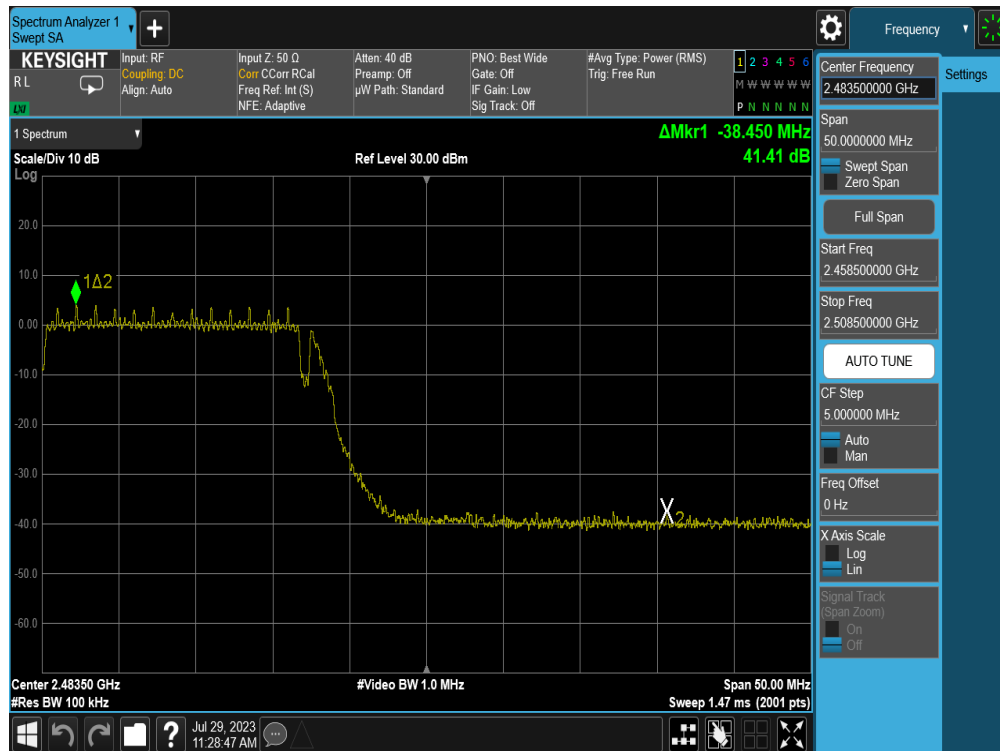 Spectrum Analyzer 1
Swept SA
Frequency
KEYSIGHT
R L
LXI
Input: RF
Coupling: DC
Align: Auto
Input Z: 50 Ω
Corr CCorr RCal
Freq Ref: Int (S)
NFE: Adaptive
Atten: 40 dB
Preamp: Off
µW Path: Standard
PNO: Best Wide
Gate: Off
IF Gain: Low
Sig Track: Off
#Avg Type: Power (RMS)
Trig: Free Run
1 2 3 4 5 6
M W W W W W
P N N N N N
1 Spectrum
Scale/Div 10 dB
Log
Ref Level 30.00 dBm
ΔMkr1 -38.450 MHz
41.41 dB
20.0
10.0
0.00
-10.0
-20.0
-30.0
-40.0
-50.0
-60.0
1Δ2
X2
Center 2.48350 GHz
#Res BW 100 kHz
#Video BW 1.0 MHz
Span 50.00 MHz
Sweep 1.47 ms (2001 pts)
Jul 29, 2023
11:28:47 AM
Center Frequency
2.483500000 GHz
Settings
Span
50.0000000 MHz
Swept Span
Zero Span
Full Span
Start Freq
2.458500000 GHz
Stop Freq
2.508500000 GHz
AUTO TUNE
CF Step
5.000000 MHz
Auto
Man
Freq Offset
0 Hz
X Axis Scale
Log
Lin
Signal Track
(Span Zoom)
On
Off